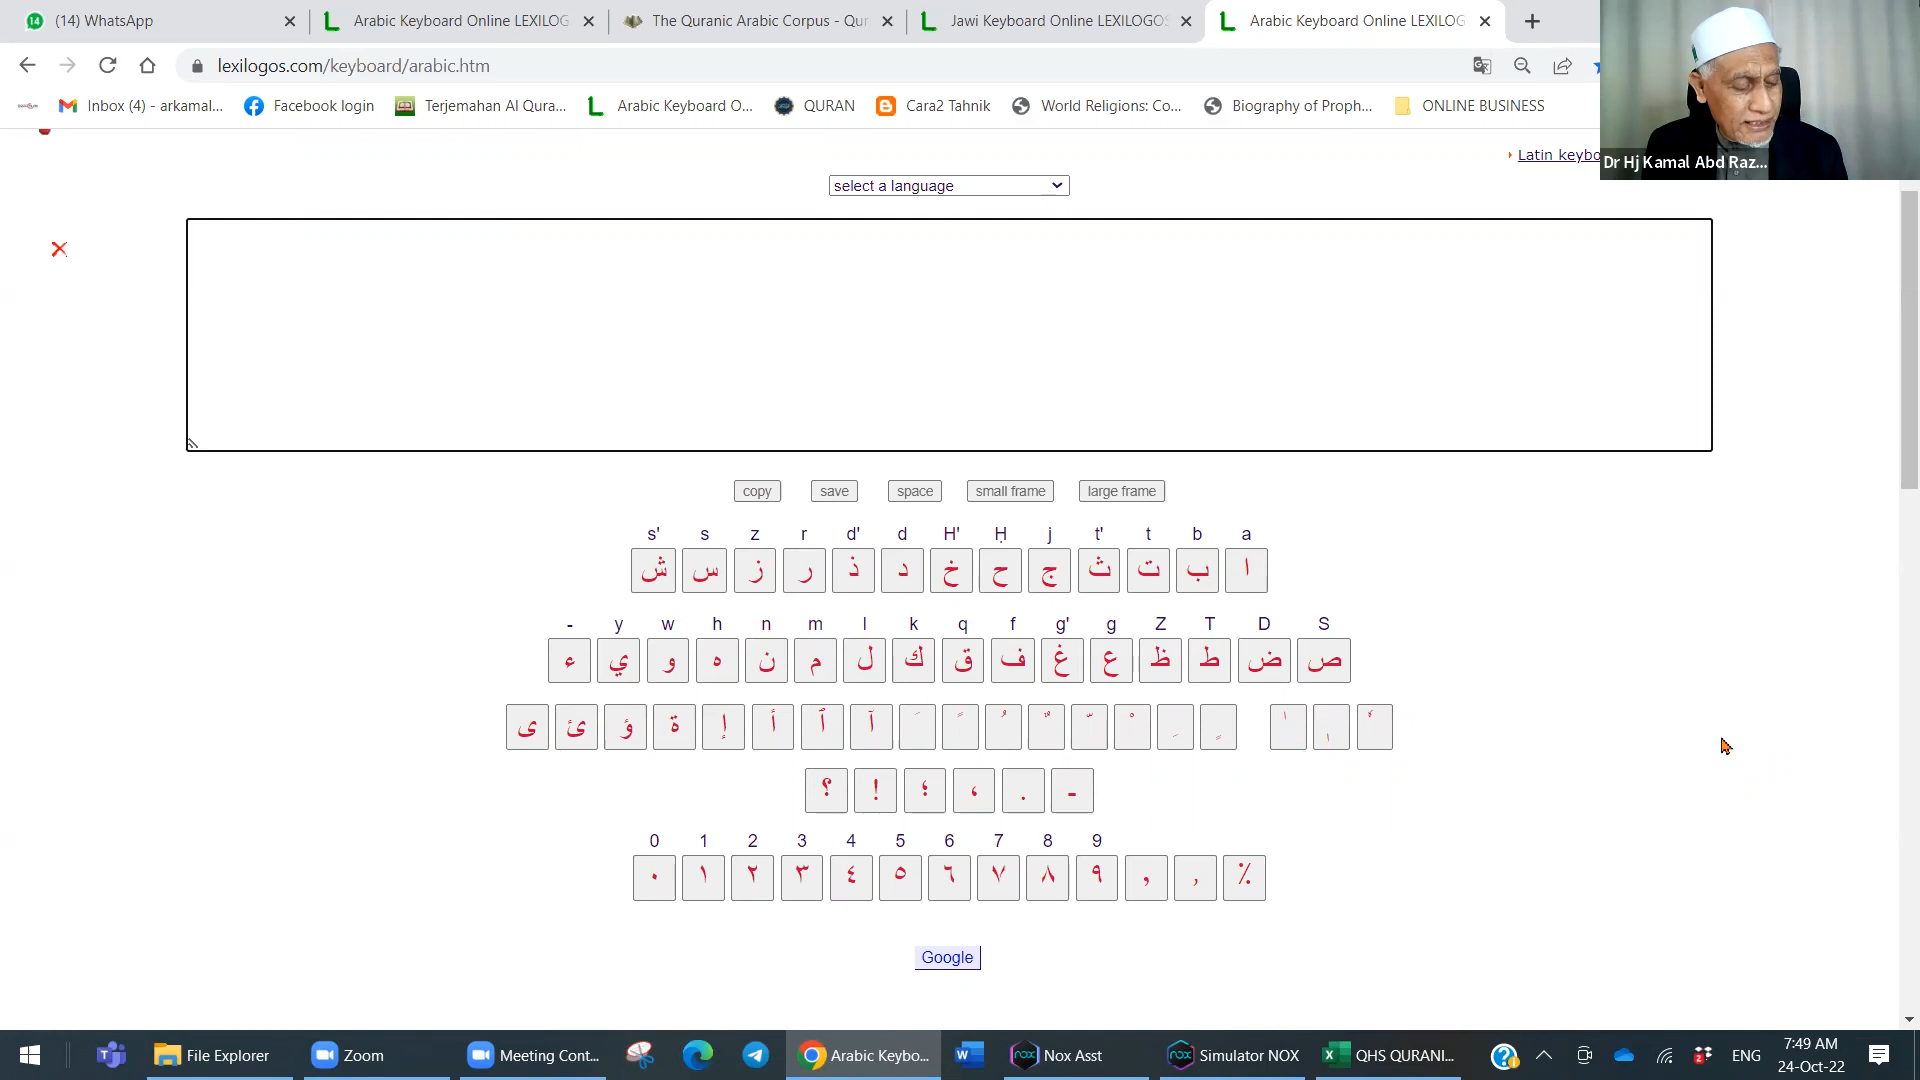 (14) WhatsApp
Arabic Keyboard Online LEXILOG
The Quranic Arabic Corpus - Qur
Jawi Keyboard Online LEXILOGOS
Arabic Keyboard Online LEXILOG
lexilogos.com/keyboard/arabic.htm
Inbox (4) - arkamal...
Facebook login
Terjemahan Al Qura...
Arabic Keyboard O...
QURAN
Cara2 Tahnik
World Religions: Co...
Biography of Proph...
ONLINE BUSINESS
Latin keybo
Dr Hj Kamal Abd Raz...
select a language
copy save space small frame large frame
s' s z r d' d H' Ḥ j t' t b a
ش س ز ر ذ د خ ح ج ث ت ب ا
- y w h n m l k q f g' g Z T D S
ء ي و ه ن م ل ك ق ف غ ع ظ ط ض ص
ى ئ ؤ ة إ أ ٱ آ َ ً ُ ٌ ّ ْ ِ ٍ
؟ ! ؛ ، . -
0 1 2 3 4 5 6 7 8 9
٠ ١ ٢ ٣ ٤ ٥ ٦ ٧ ٨ ٩ , , ٪
Google
File Explorer
Zoom
Meeting Cont...
Arabic Keybo...
Nox Asst
Simulator NOX
QHS QURANI...
ENG
7:49 AM
24-Oct-22